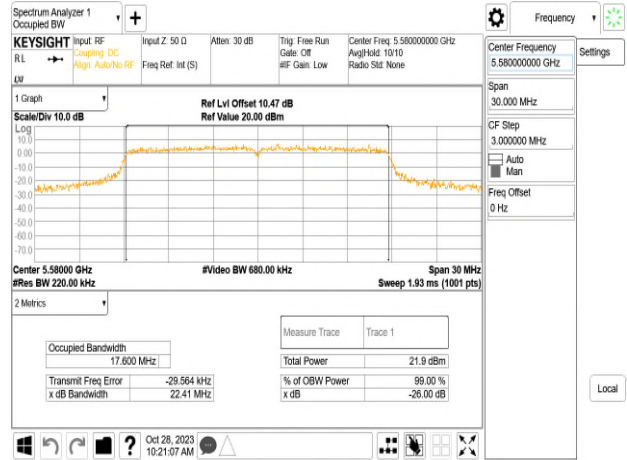 Spectrum Analyzer 1
Occupied BW
Frequency
KEYSIGHT
Input: RF
Coupling: DC
Align: Auto/No RF
Input Z: 50 Ω
Freq Ref: Int (S)
Atten: 30 dB
Trig: Free Run
Gate: Off
#IF Gain: Low
Center Freq: 5.580000000 GHz
Avg|Hold: 10/10
Radio Std: None
RL
Center Frequency
5.580000000 GHz
Settings
Span
30.000 MHz
CF Step
3.000000 MHz
Auto
Man
Freq Offset
0 Hz
1 Graph
Scale/Div 10.0 dB
Ref Lvl Offset 10.47 dB
Ref Value 20.00 dBm
Log
10.0
0.00
-10.0
-20.0
-30.0
-40.0
-50.0
-60.0
-70.0
Center 5.58000 GHz
#Video BW 680.00 kHz
Span 30 MHz
#Res BW 220.00 kHz
Sweep 1.93 ms (1001 pts)
2 Metrics
Measure Trace
Trace 1
Occupied Bandwidth
17.600 MHz
Total Power
21.9 dBm
Transmit Freq Error
-29.564 kHz
% of OBW Power
99.00 %
x dB Bandwidth
22.41 MHz
x dB
-26.00 dB
Local
Oct 28, 2023
10:21:07 AM
?